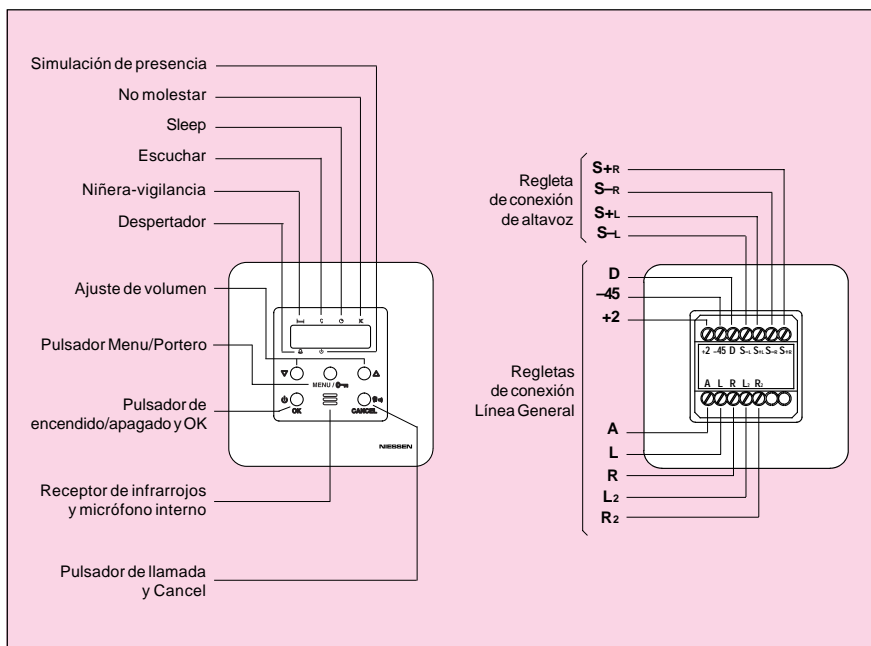 Simulación de presencia
No molestar
Sleep
Escuchar
Niñera-vigilancia
Despertador
Ajuste de volumen
Pulsador Menu/Portero
Pulsador de
encendido/apagado y OK
Receptor de infrarrojos
y micrófono interno
Pulsador de llamada
y Cancel
MENU /
OK
CANCEL
NIESSEN
Regleta
de conexión
de altavoz
S+R
S–R
S+L
S–L
Regletas
de conexión
Línea General
D
–45
+2
A
L
R
L2
R2
+2 –45 D S–L S+L S–R S+R
A L R L2 R2